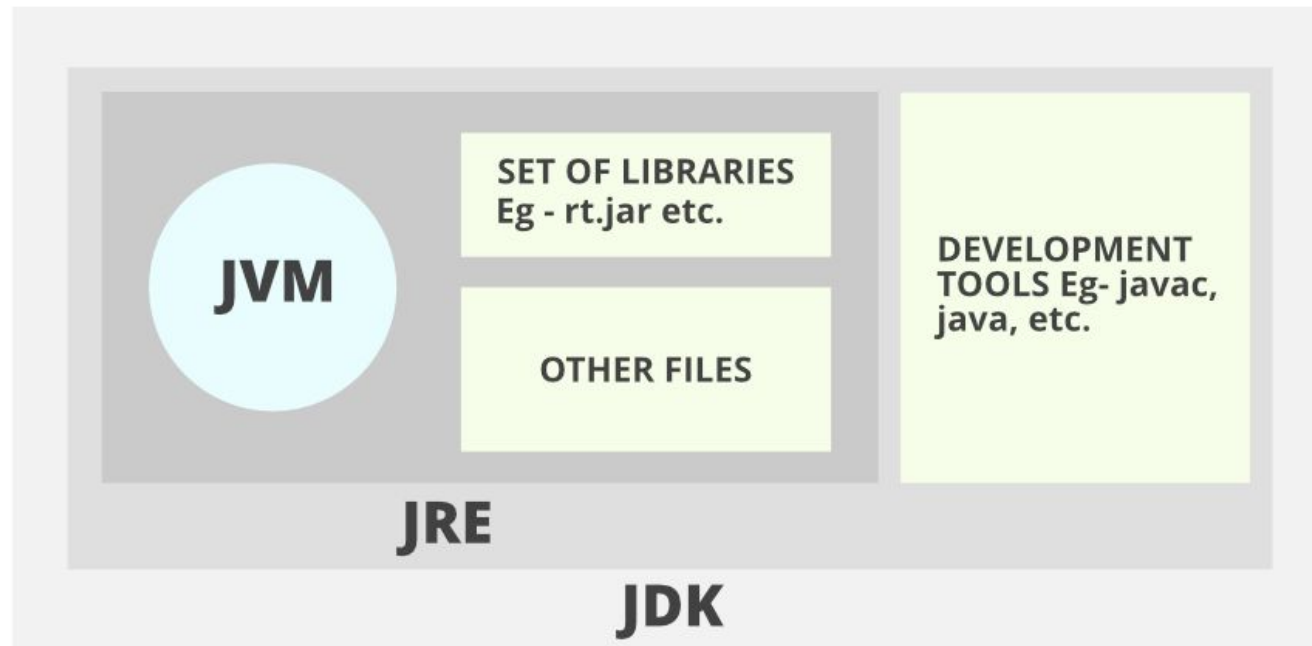 JVM
SET OF LIBRARIES
Eg - rt.jar etc.
OTHER FILES
DEVELOPMENT
TOOLS Eg- javac,
java, etc.
JRE
JDK